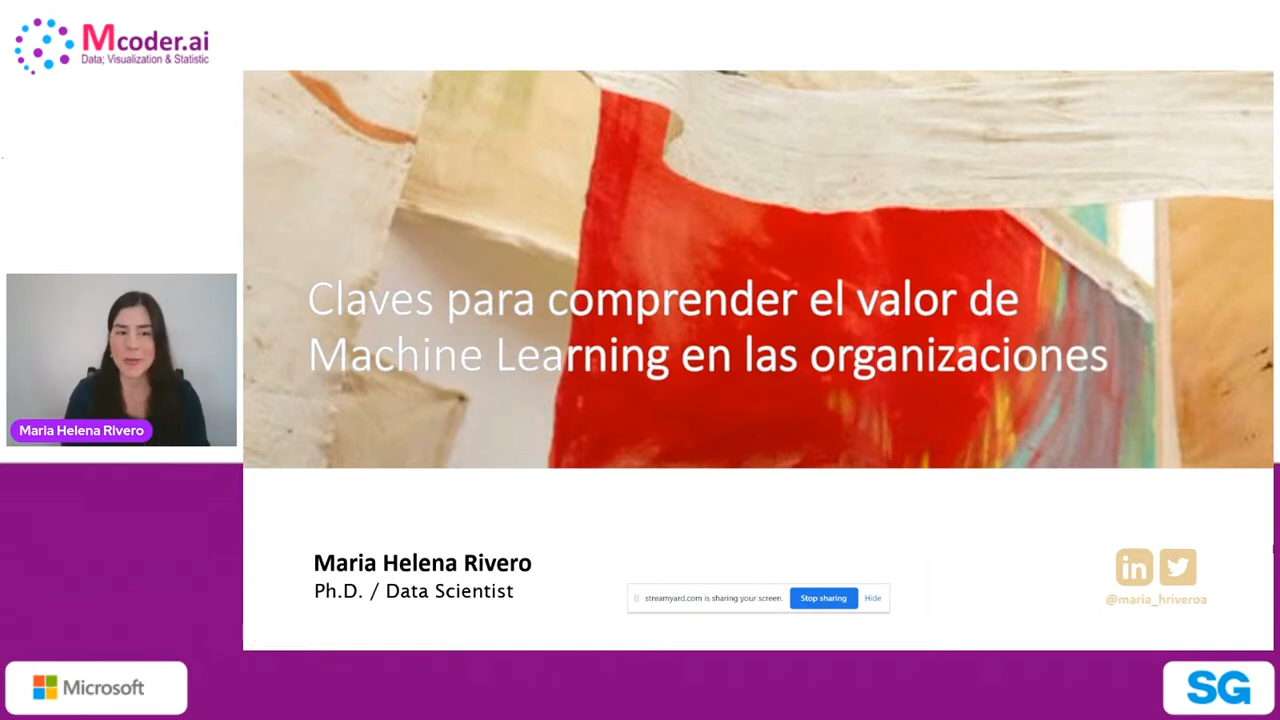 Mcoder.ai
Data; Visualization & Statistic
Claves para comprender el valor de
Machine Learning en las organizaciones
Maria Helena Rivero
Maria Helena Rivero
Ph.D. / Data Scientist
streamyard.com is sharing your screen.
Stop sharing
Hide
in
@maria_hriveroa
Microsoft
SG